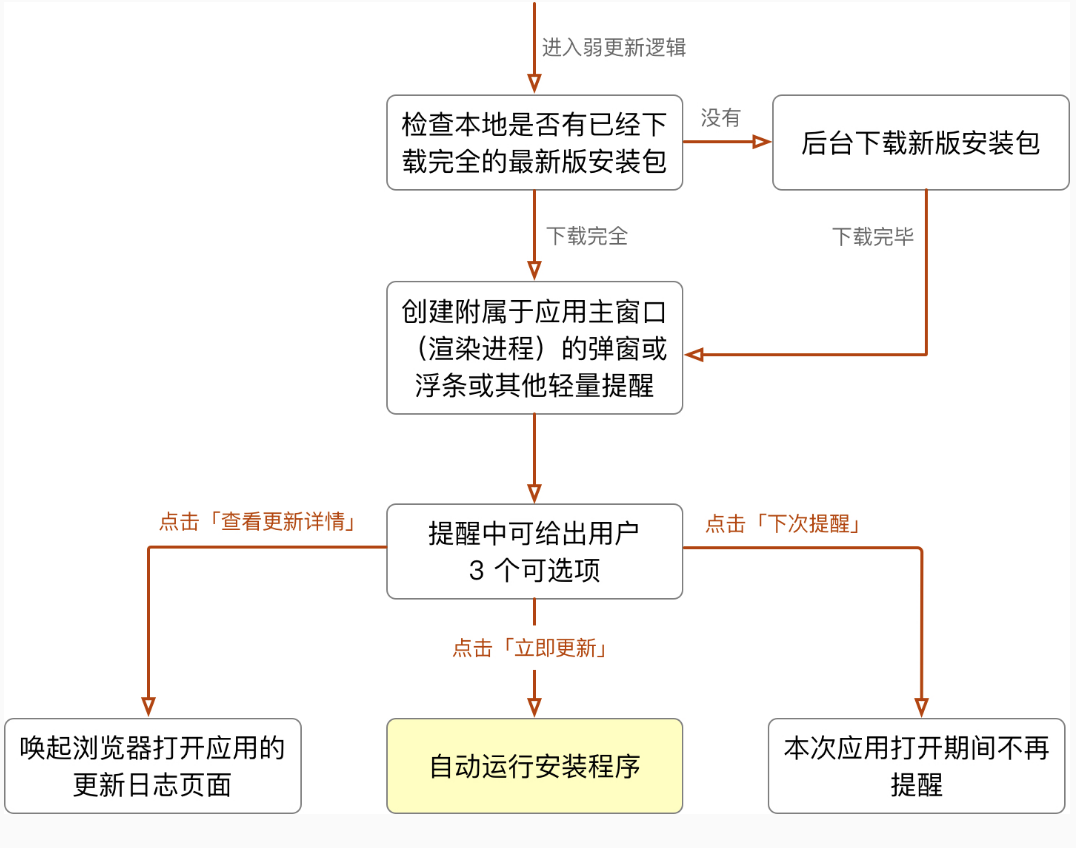 进入弱更新逻辑
检查本地是否有已经下
载完全的最新版安装包
没有
后台下载新版安装包
下载完全
下载完毕
创建附属于应用主窗口
（渲染进程）的弹窗或
浮条或其他轻量提醒
点击「查看更新详情」
提醒中可给出用户
3 个可选项
点击「下次提醒」
点击「立即更新」
唤起浏览器打开应用的
更新日志页面
自动运行安装程序
本次应用打开期间不再
提醒